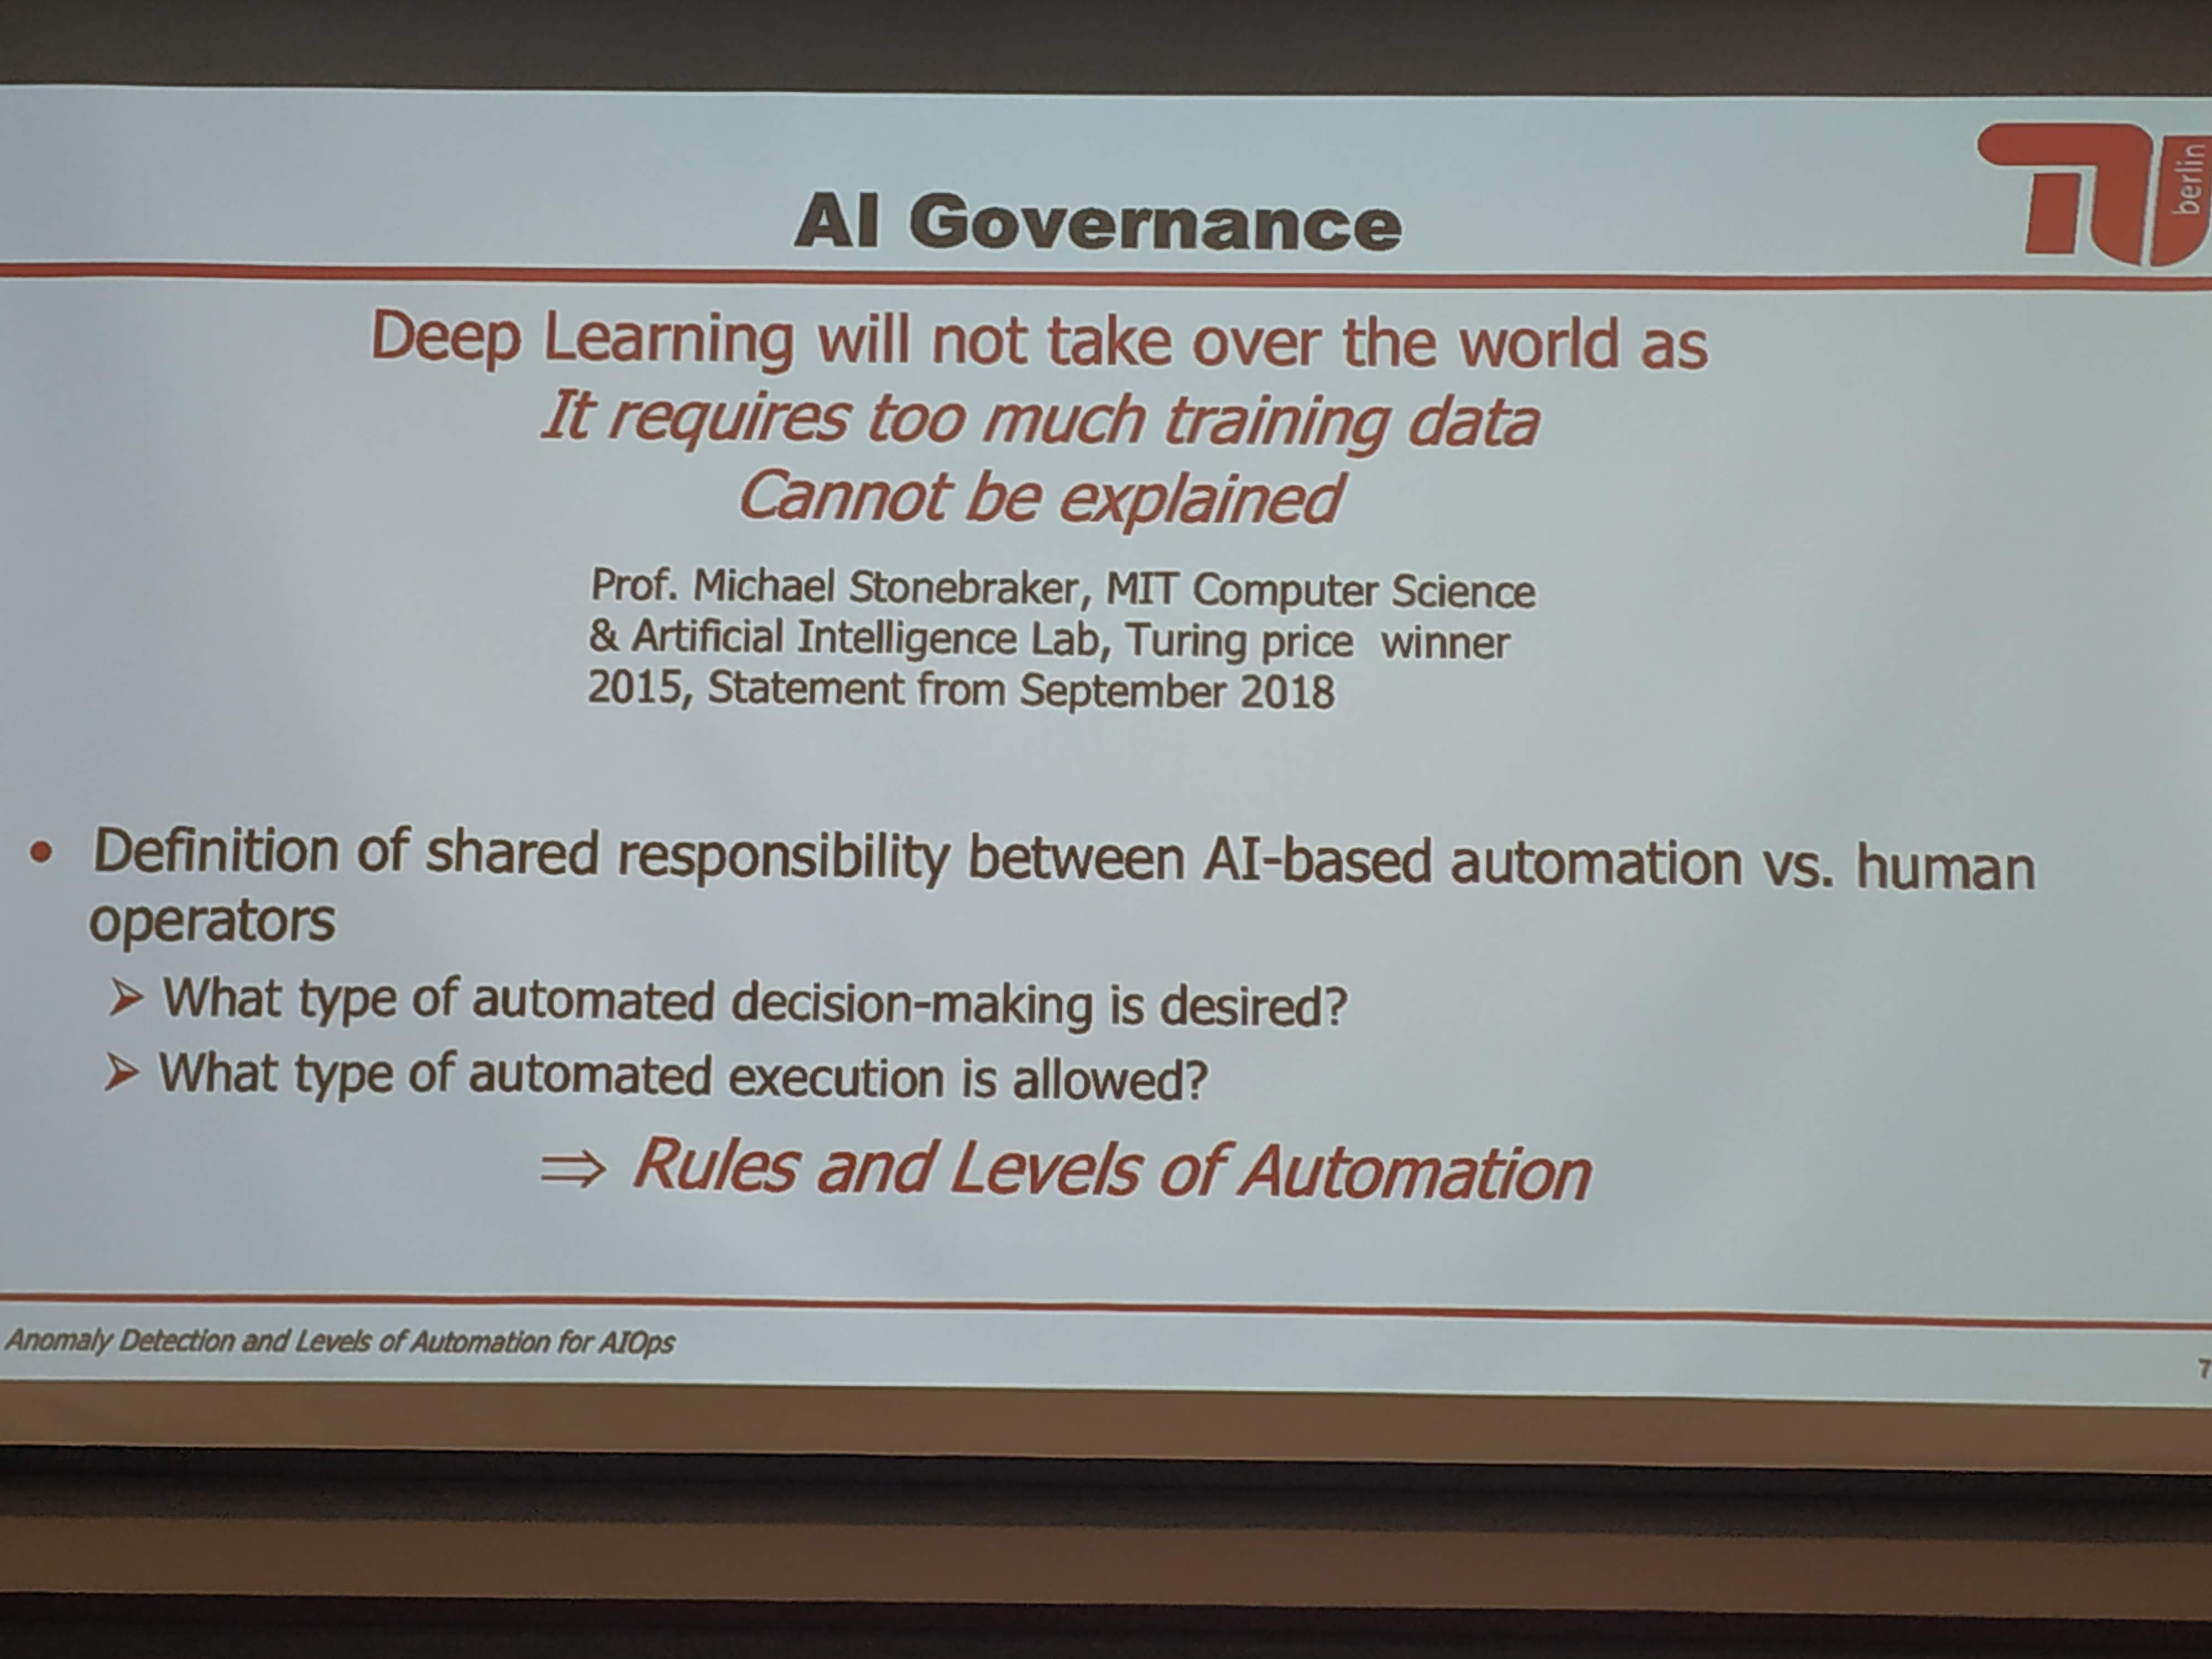 AI Governance
berlin
Deep Learning will not take over the world as
It requires too much training data
Cannot be explained
Prof. Michael Stonebraker, MIT Computer Science
& Artificial Intelligence Lab, Turing price winner
2015, Statement from September 2018
• Definition of shared responsibility between AI-based automation vs. human
operators
➢ What type of automated decision-making is desired?
➢ What type of automated execution is allowed?
⇒ Rules and Levels of Automation
Anomaly Detection and Levels of Automation for AIOps
7